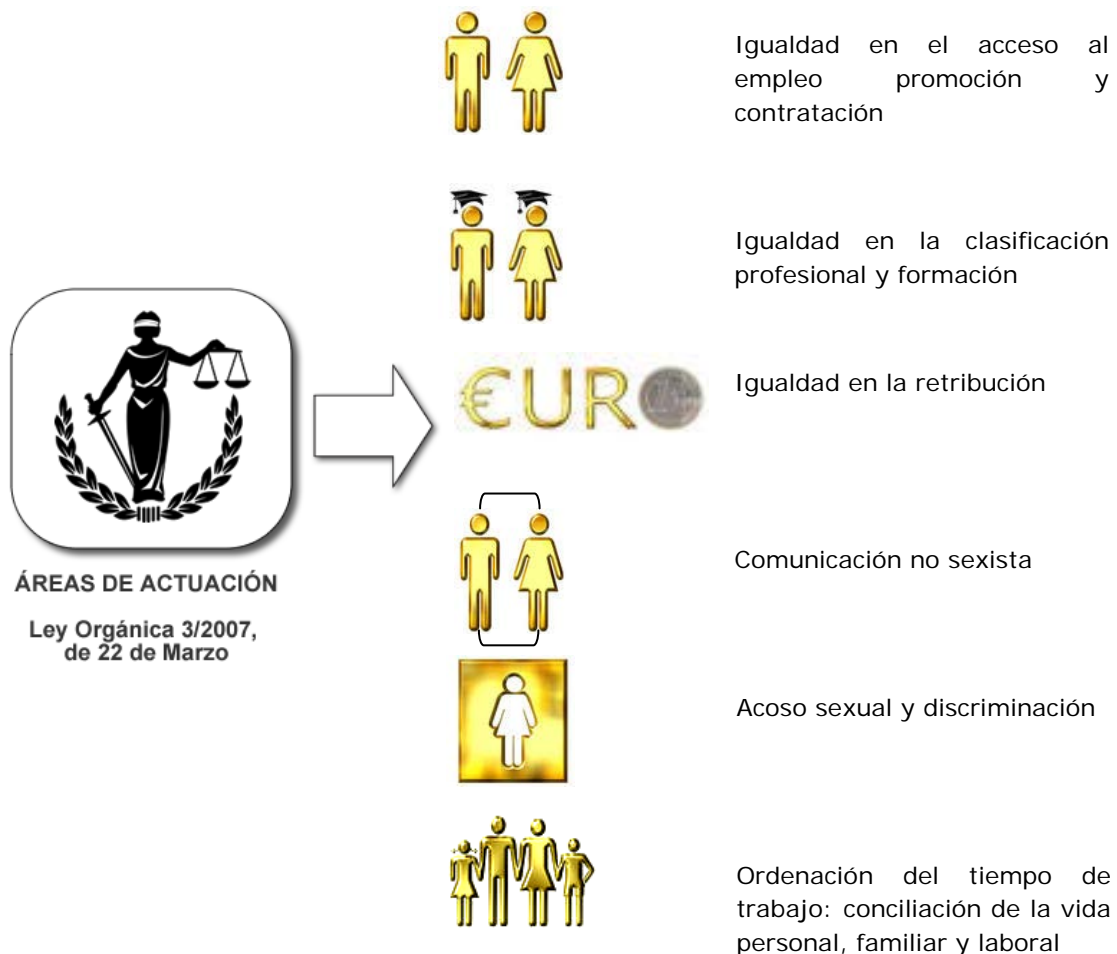 Igualdad en el acceso al
empleo promoción y
contratación
Igualdad en la clasificación
profesional y formación
€URO
Igualdad en la retribución
ÁREAS DE ACTUACIÓN
Ley Orgánica 3/2007,
de 22 de Marzo
Comunicación no sexista
Acoso sexual y discriminación
Ordenación del tiempo de
trabajo: conciliación de la vida
personal, familiar y laboral